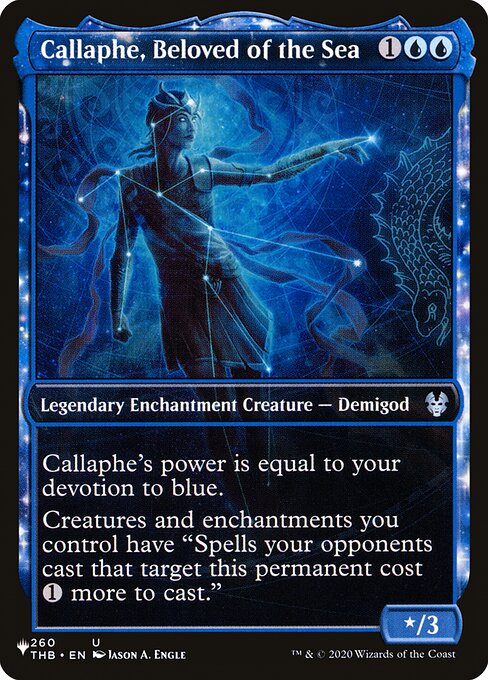 Callaphe, Beloved of the Sea 1
Legendary Enchantment Creature — Demigod
Callaphe's power is equal to your
devotion to blue.
Creatures and enchantments you
control have “Spells your opponents
cast that target this permanent cost
1 more to cast.”
★/3
260 U
THB • EN Jason A. Engle
™ & © 2020 Wizards of the Coast